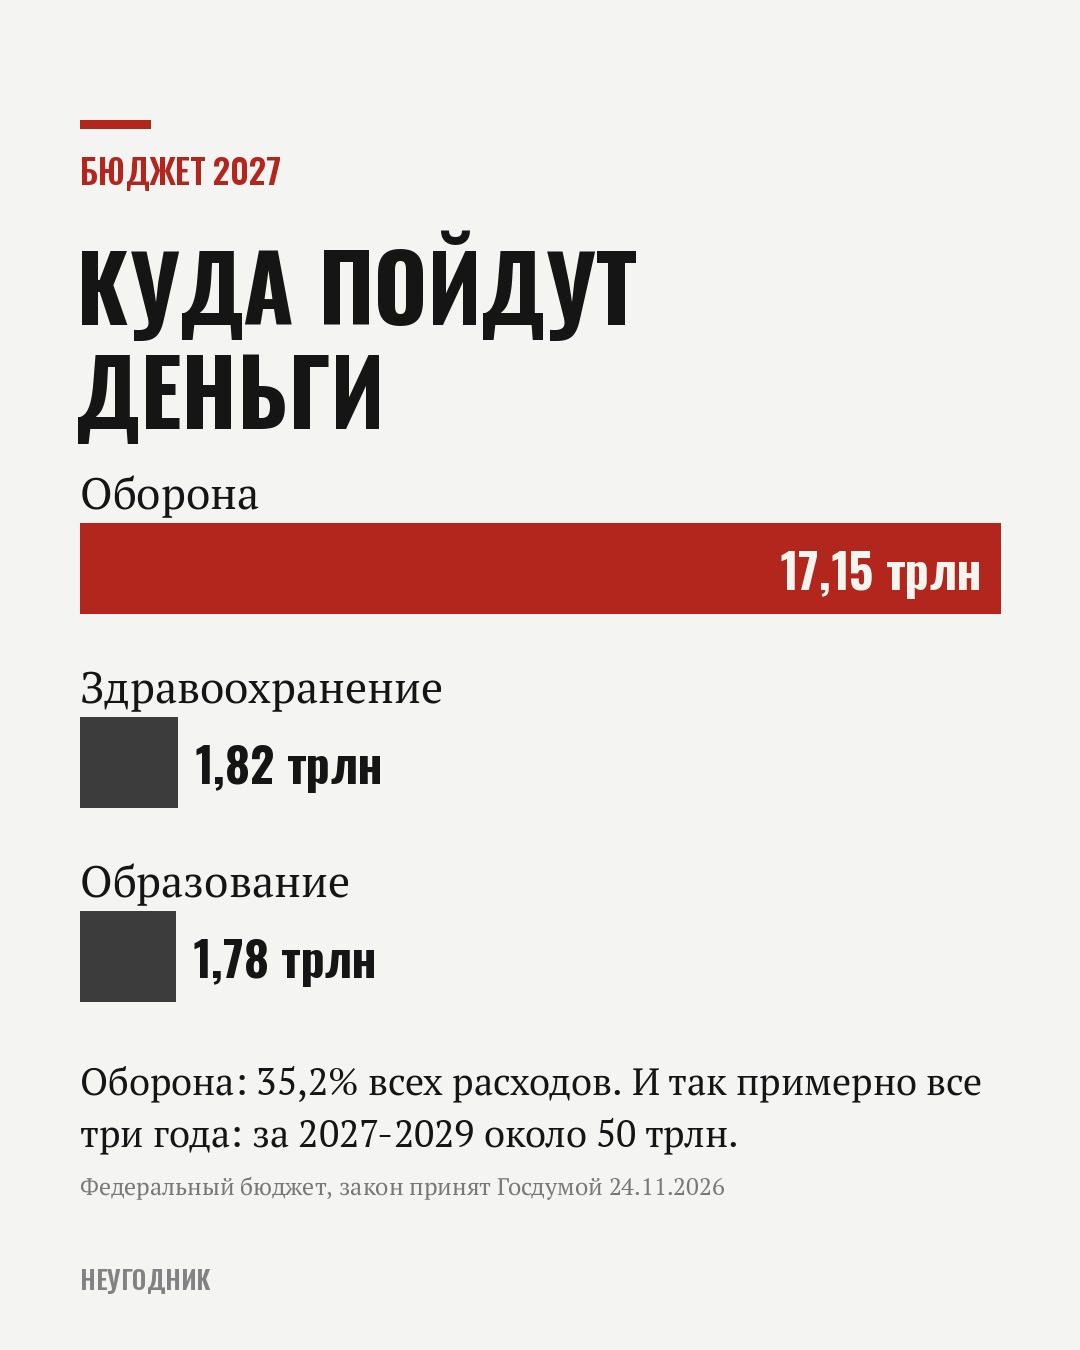 БЮДЖЕТ 2027
КУДА ПОЙДУТ
ДЕНЬГИ
Оборона
17,15 трлн
Здравоохранение
1,82 трлн
Образование
1,78 трлн
Оборона: 35,2% всех расходов. И так примерно все
три года: за 2027-2029 около 50 трлн.
Федеральный бюджет, закон принят Госдумой 24.11.2026
НЕУГОДНИК